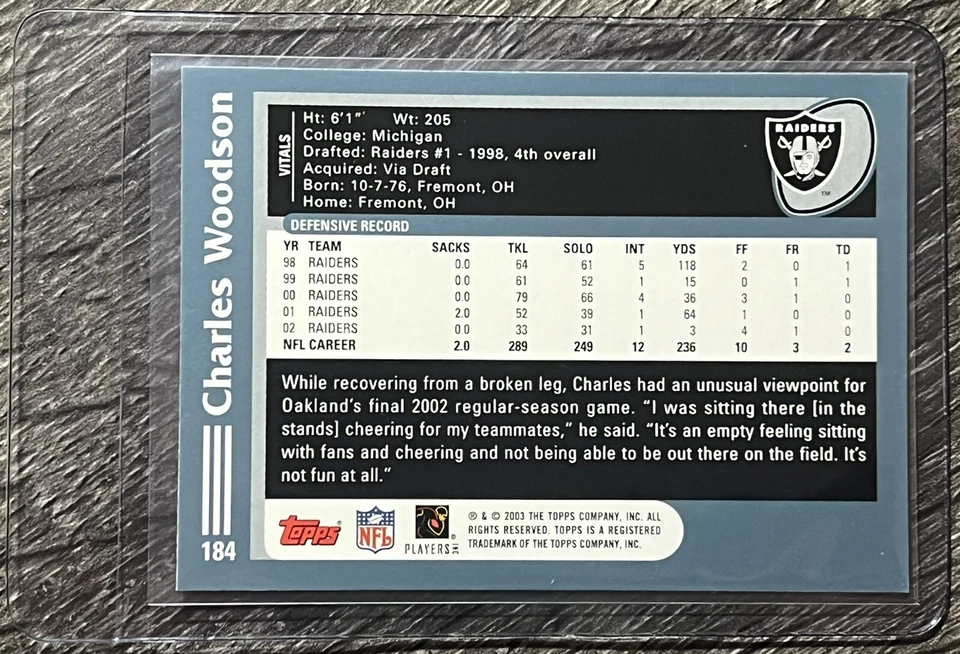 Charles Woodson
184
VITALS
Ht: 6'1" Wt: 205
College: Michigan
Drafted: Raiders #1 - 1998, 4th overall
Acquired: Via Draft
Born: 10-7-76, Fremont, OH
Home: Fremont, OH
RAIDERS
TM
DEFENSIVE RECORD
YR TEAM SACKS TKL SOLO INT YDS FF FR TD
98 RAIDERS 0.0 64 61 5 118 2 0 1
99 RAIDERS 0.0 61 52 1 15 0 1 1
00 RAIDERS 0.0 79 66 4 36 3 1 0
01 RAIDERS 2.0 52 39 1 64 1 0 0
02 RAIDERS 0.0 33 31 1 3 4 1 0
NFL CAREER 2.0 289 249 12 236 10 3 2
While recovering from a broken leg, Charles had an unusual viewpoint for
Oakland's final 2002 regular-season game. "I was sitting there [in the
stands] cheering for my teammates," he said. "It's an empty feeling sitting
with fans and cheering and not being able to be out there on the field. It's
not fun at all."
topps®
NFL
PLAYERS INC ®
® & © 2003 THE TOPPS COMPANY, INC. ALL
RIGHTS RESERVED. TOPPS IS A REGISTERED
TRADEMARK OF THE TOPPS COMPANY, INC.